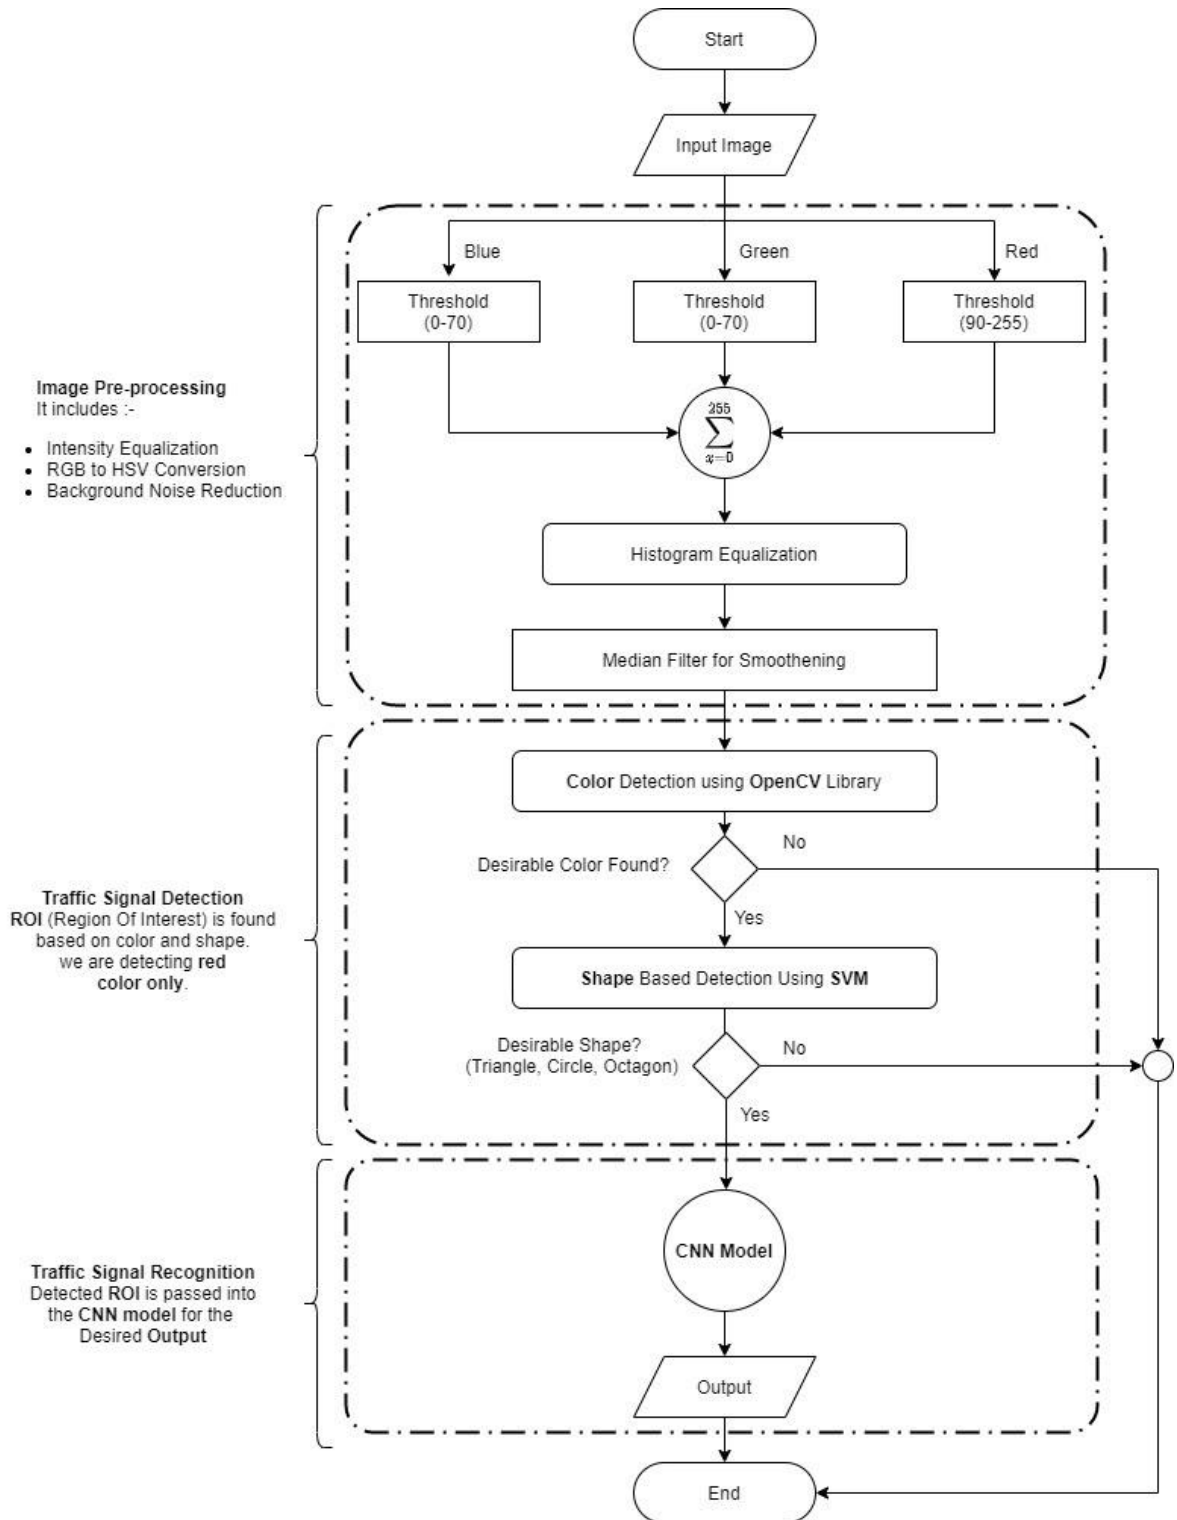 Start
Input Image
Blue
Green
Red
Threshold
(0-70)
Threshold
(0-70)
Threshold
(90-255)
Image Pre-processing
It includes :-
• Intensity Equalization
• RGB to HSV Conversion
• Background Noise Reduction
255
∑
x=0
Histogram Equalization
Median Filter for Smoothening
Color Detection using OpenCV Library
Desirable Color Found?
No
Yes
Traffic Signal Detection
ROI (Region Of Interest) is found
based on color and shape.
we are detecting red
color only.
Shape Based Detection Using SVM
Desirable Shape?
(Triangle, Circle, Octagon)
No
Yes
Traffic Signal Recognition
Detected ROI is passed into
the CNN model for the
Desired Output
CNN Model
Output
End